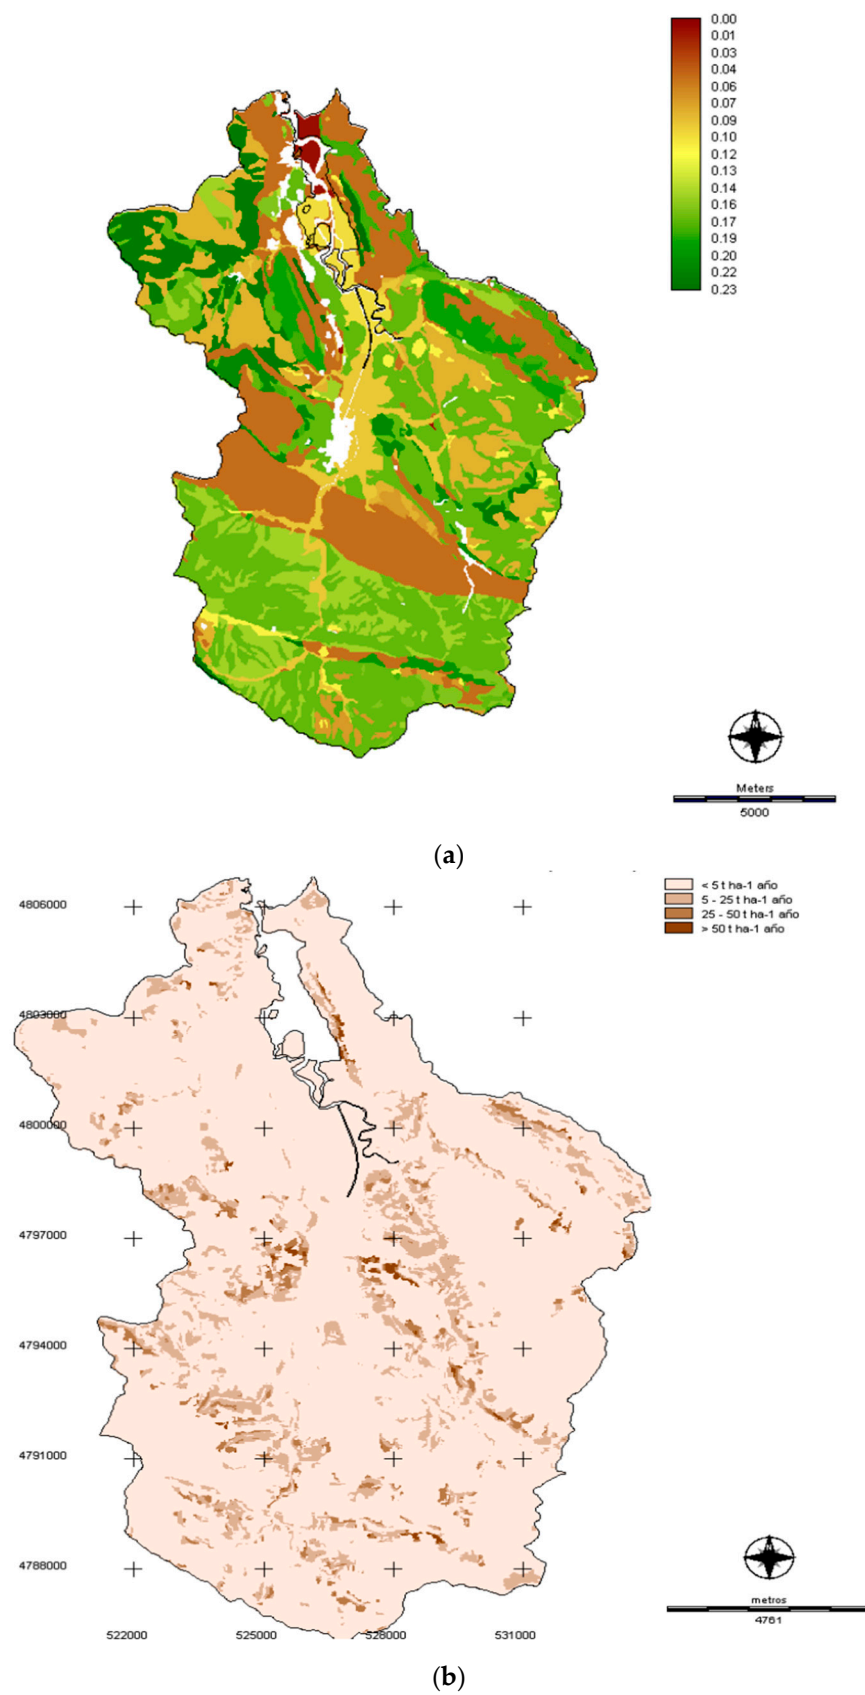 0.00
0.01
0.03
0.04
0.06
0.07
0.09
0.10
0.12
0.13
0.14
0.16
0.17
0.19
0.20
0.22
0.23
Meters
5000
(a)
< 5 t ha-1 año
5 - 25 t ha-1 año
25 - 50 t ha-1 año
> 50 t ha-1 año
4806000
4803000
4800000
4797000
4794000
4791000
4788000
522000 525000 528000 531000
metros
4761
(b)